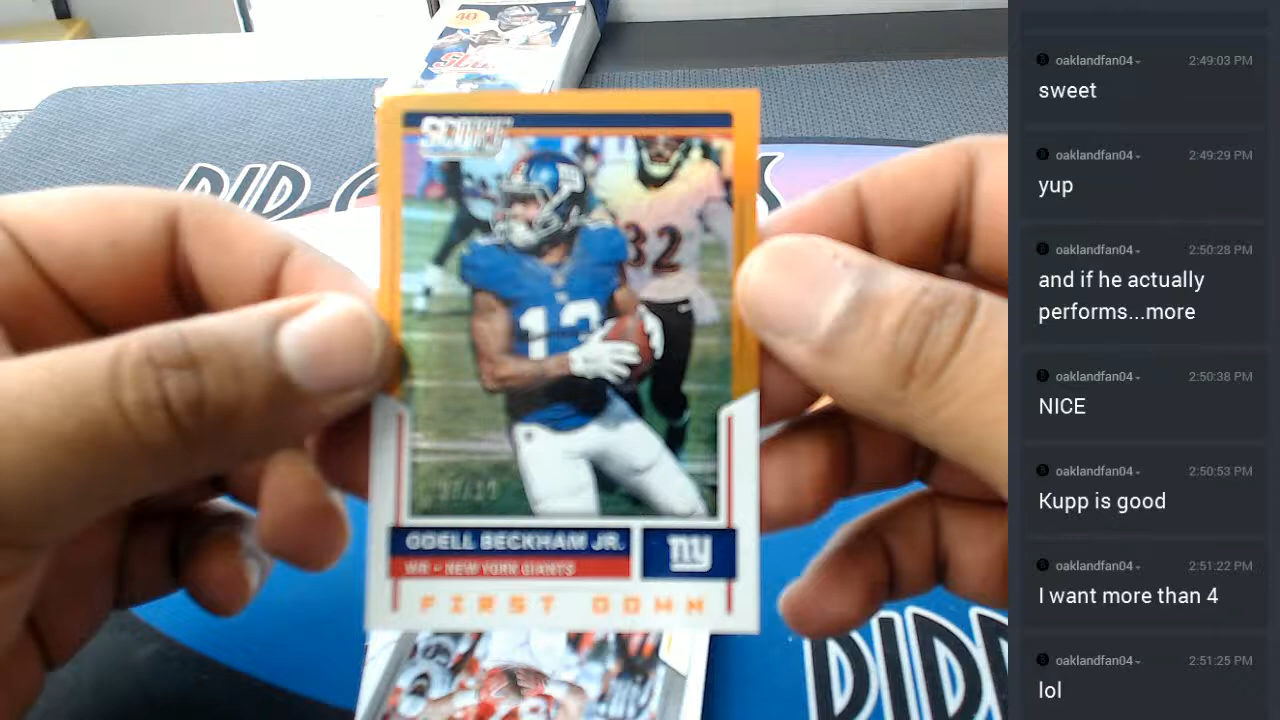 40
SCORE
32
13
ODELL BECKHAM JR.
WR - NEW YORK GIANTS
ny
FIRST DOWN
oaklandfan04 2:49:03 PM
sweet
oaklandfan04 2:49:29 PM
yup
oaklandfan04 2:50:28 PM
and if he actually
performs...more
oaklandfan04 2:50:38 PM
NICE
oaklandfan04 2:50:53 PM
Kupp is good
oaklandfan04 2:51:22 PM
I want more than 4
oaklandfan04 2:51:25 PM
lol